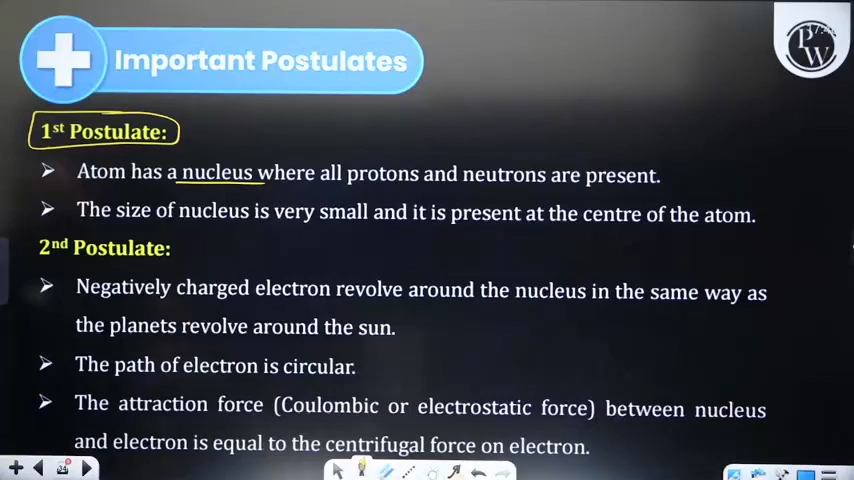 Important Postulates
PW
1st Postulate:
➢ Atom has a nucleus where all protons and neutrons are present.
➢ The size of nucleus is very small and it is present at the centre of the atom.
2nd Postulate:
➢ Negatively charged electron revolve around the nucleus in the same way as
the planets revolve around the sun.
➢ The path of electron is circular.
➢ The attraction force (Coulombic or electrostatic force) between nucleus
and electron is equal to the centrifugal force on electron.